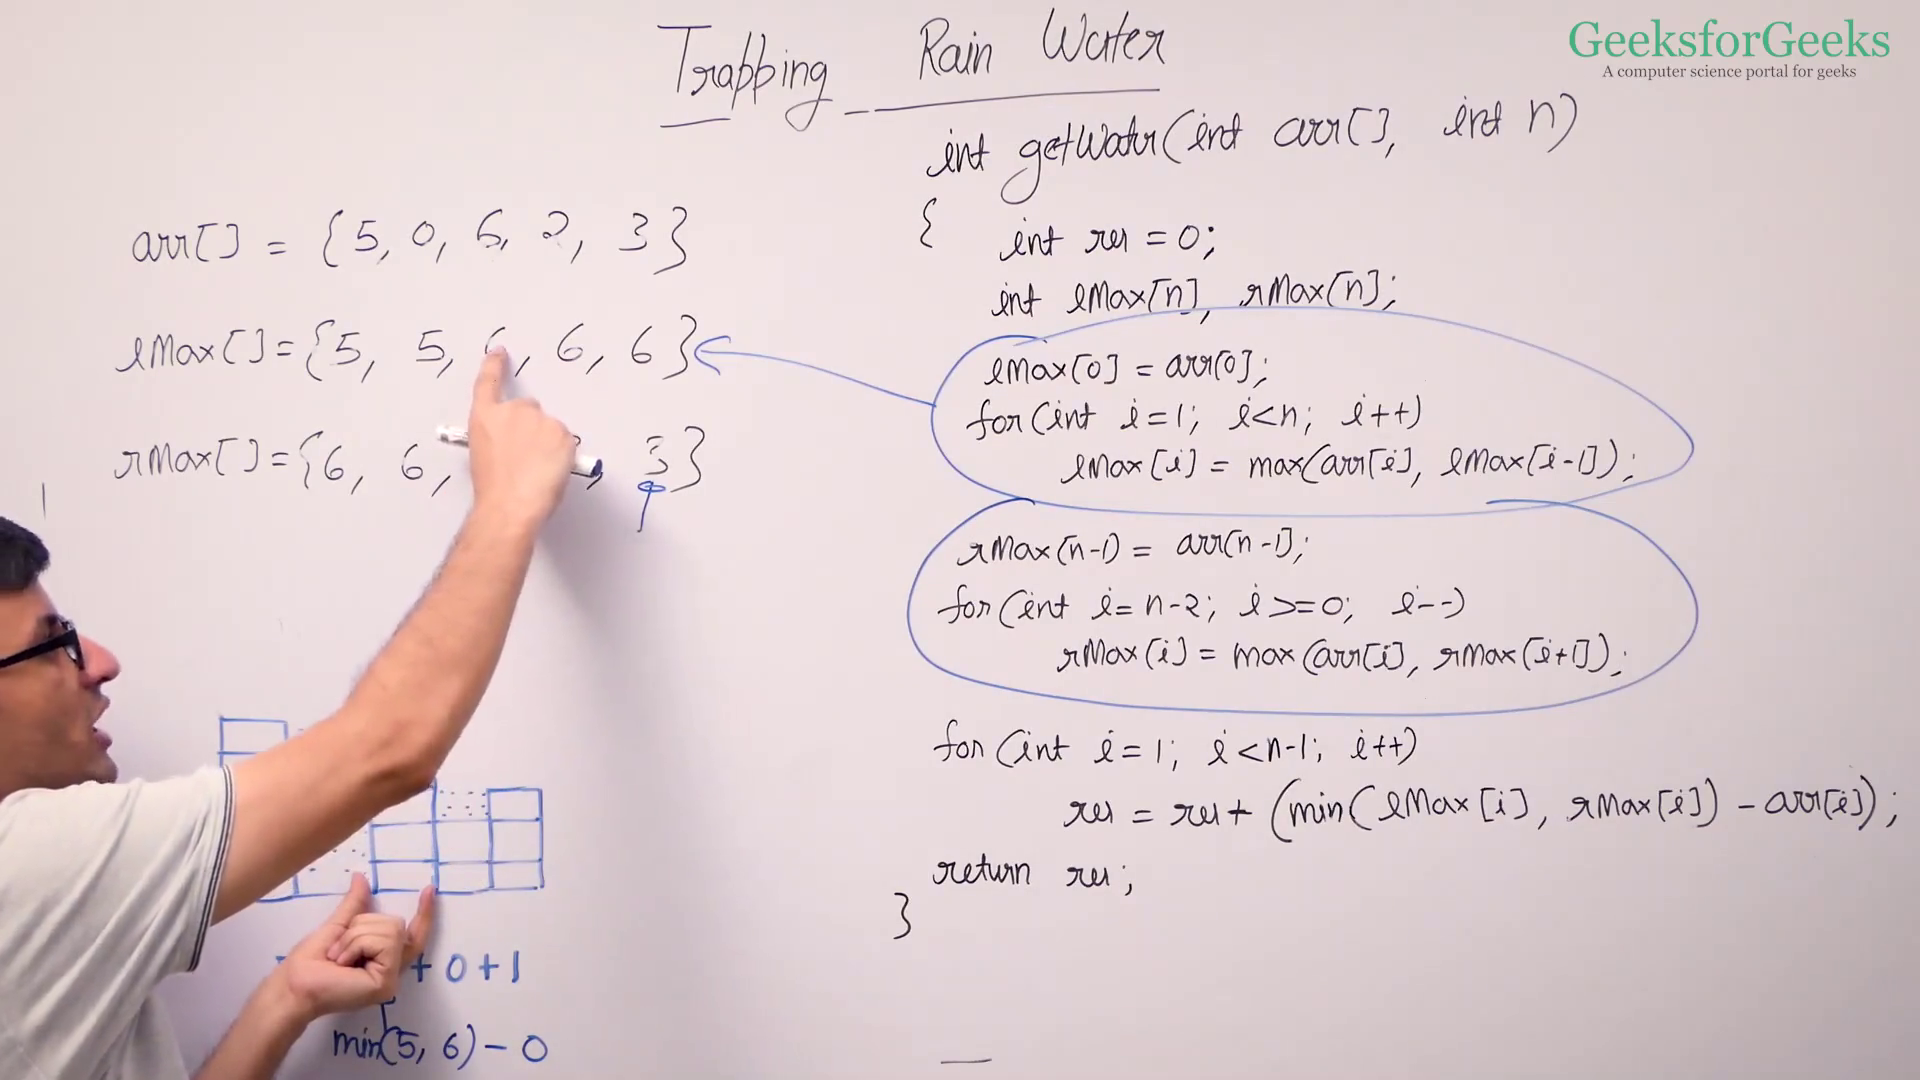 Trapping Rain Water
GeeksforGeeks
A computer science portal for geeks
int getWater(int arr[], int n)
{
int res = 0;
int lMax[n], rMax[n];
lMax[0] = arr[0];
for(int i=1; i<n; i++)
lMax[i] = max(arr[i], lMax[i-1]);
rMax[n-1] = arr[n-1];
for(int i=n-2; i>=0; i--)
rMax[i] = max(arr[i], rMax[i+1]);
for(int i=1; i<n-1; i++)
res = res + (min(lMax[i], rMax[i]) - arr[i]);
return res;
}
arr[] = {5, 0, 6, 2, 3}
lMax[] = {5, 5, 6, 6, 6}
rMax[] = {6, 6, 3}
+ 0 + 1
min(5, 6) - 0